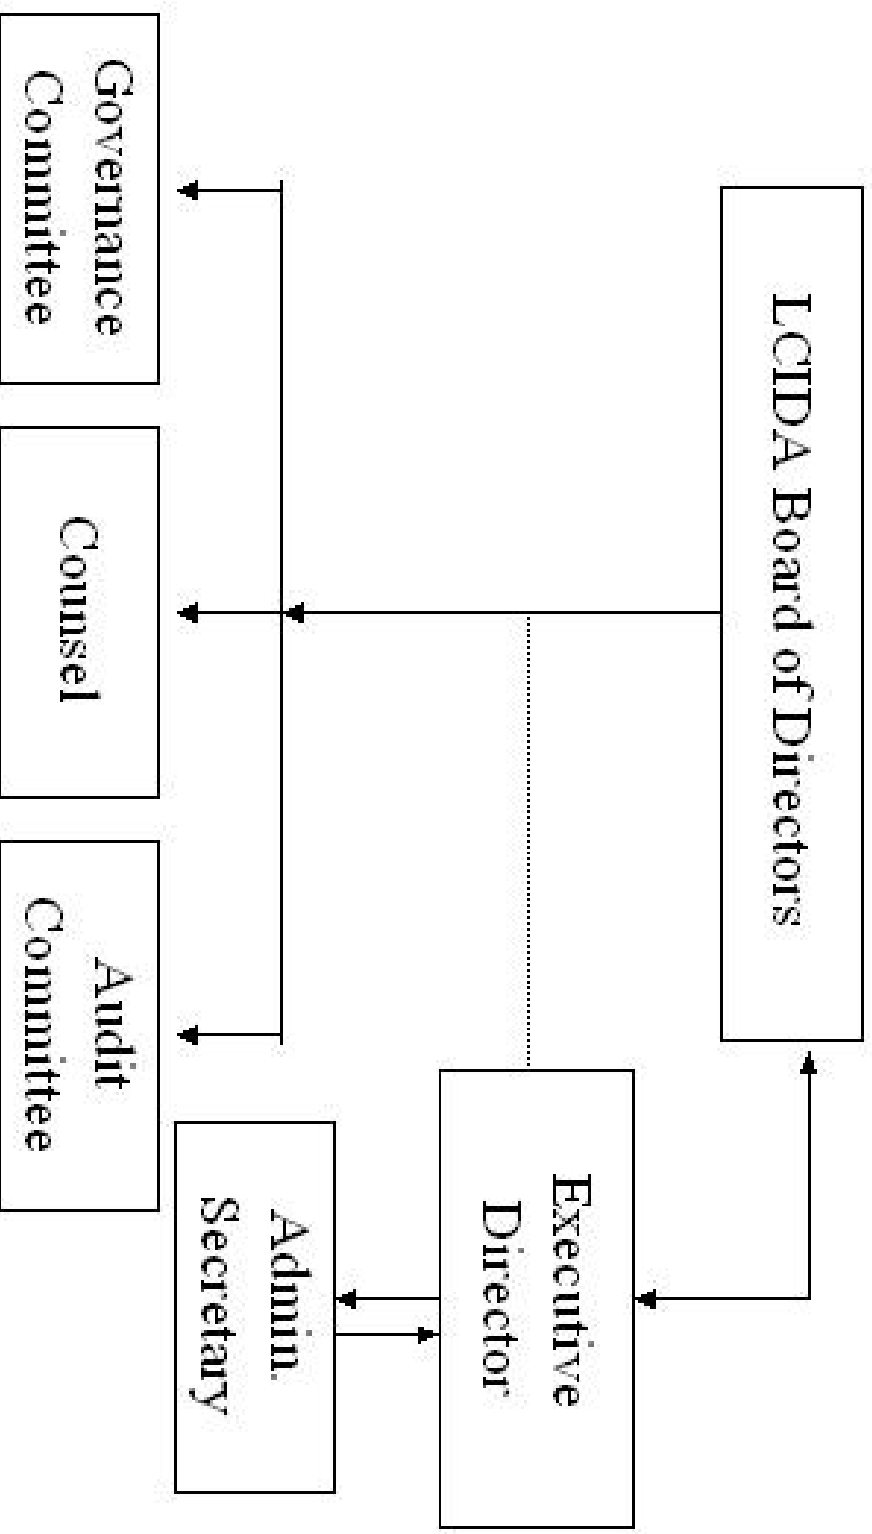 LCIDA Board of Directors
Executive
Director
Admin.
Secretary
Governance
Committee
Counsel
Audit
Committee